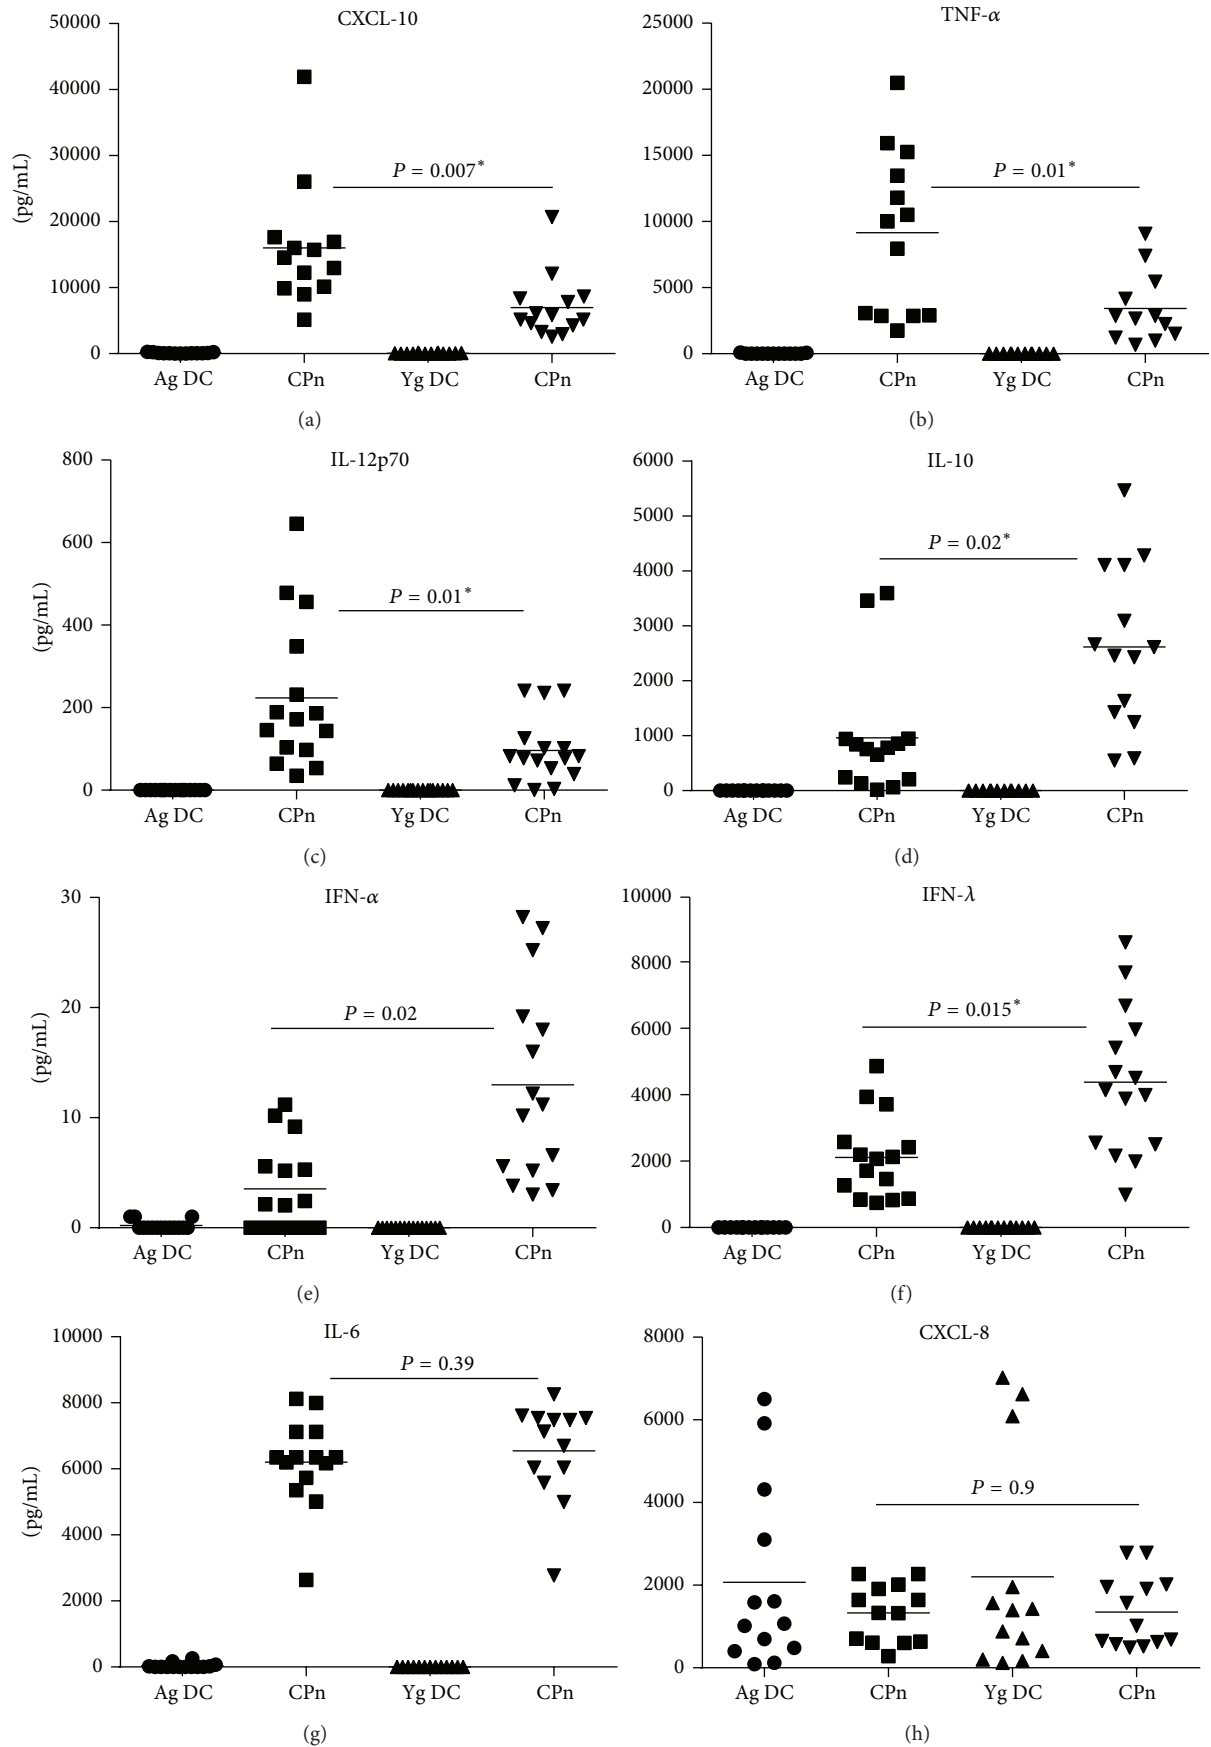 CXCL-10
50000
40000
30000
20000
10000
0
(pg/mL)
P = 0.007*
Ag DC CPn Yg DC CPn
(a)
TNF-α
25000
20000
15000
10000
5000
0
P = 0.01*
Ag DC CPn Yg DC CPn
(b)
IL-12p70
800
600
400
200
0
(pg/mL)
P = 0.01*
Ag DC CPn Yg DC CPn
(c)
IL-10
6000
5000
4000
3000
2000
1000
0
P = 0.02*
Ag DC CPn Yg DC CPn
(d)
IFN-α
30
20
10
0
(pg/mL)
P = 0.02
Ag DC CPn Yg DC CPn
(e)
IFN-λ
10000
8000
6000
4000
2000
0
P = 0.015*
Ag DC CPn Yg DC CPn
(f)
IL-6
10000
8000
6000
4000
2000
0
(pg/mL)
P = 0.39
Ag DC CPn Yg DC CPn
(g)
CXCL-8
8000
6000
4000
2000
0
P = 0.9
Ag DC CPn Yg DC CPn
(h)